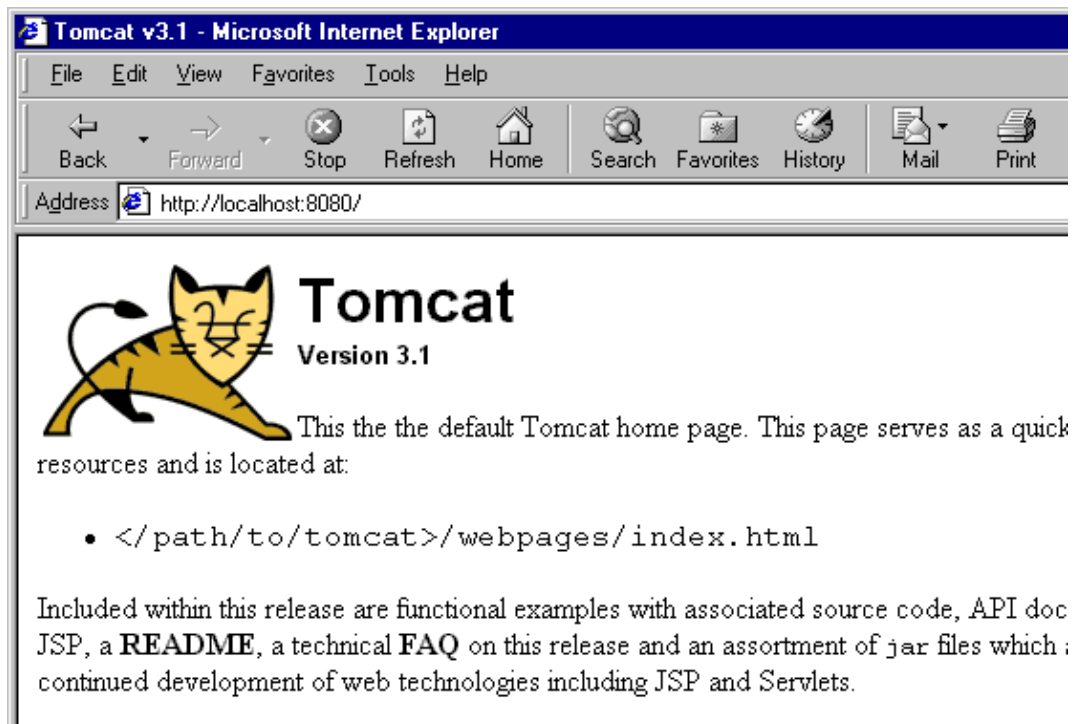 Tomcat v3.1 - Microsoft Internet Explorer
File Edit View Favorites Tools Help
Back Forward Stop Refresh Home Search Favorites History Mail Print
Address http://localhost:8080/
Tomcat
Version 3.1
This the the default Tomcat home page. This page serves as a quick
resources and is located at:
• </path/to/tomcat>/webpages/index.html
Included within this release are functional examples with associated source code, API doc
JSP, a README, a technical FAQ on this release and an assortment of jar files which a
continued development of web technologies including JSP and Servlets.